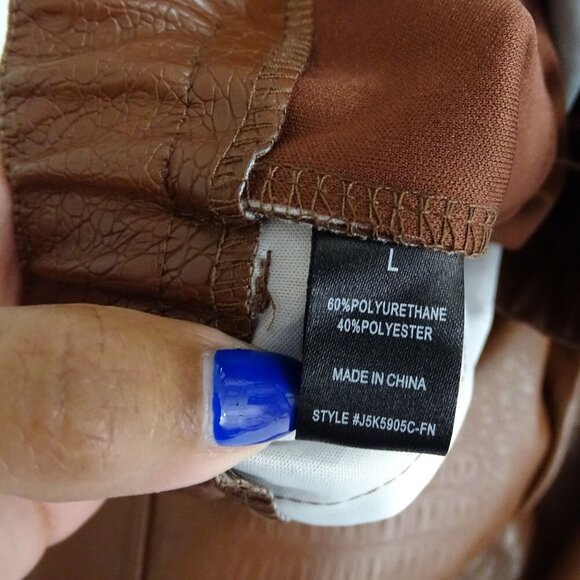 L
60%POLYURETHANE
40%POLYESTER
MADE IN CHINA
STYLE #J5K5905C-FN